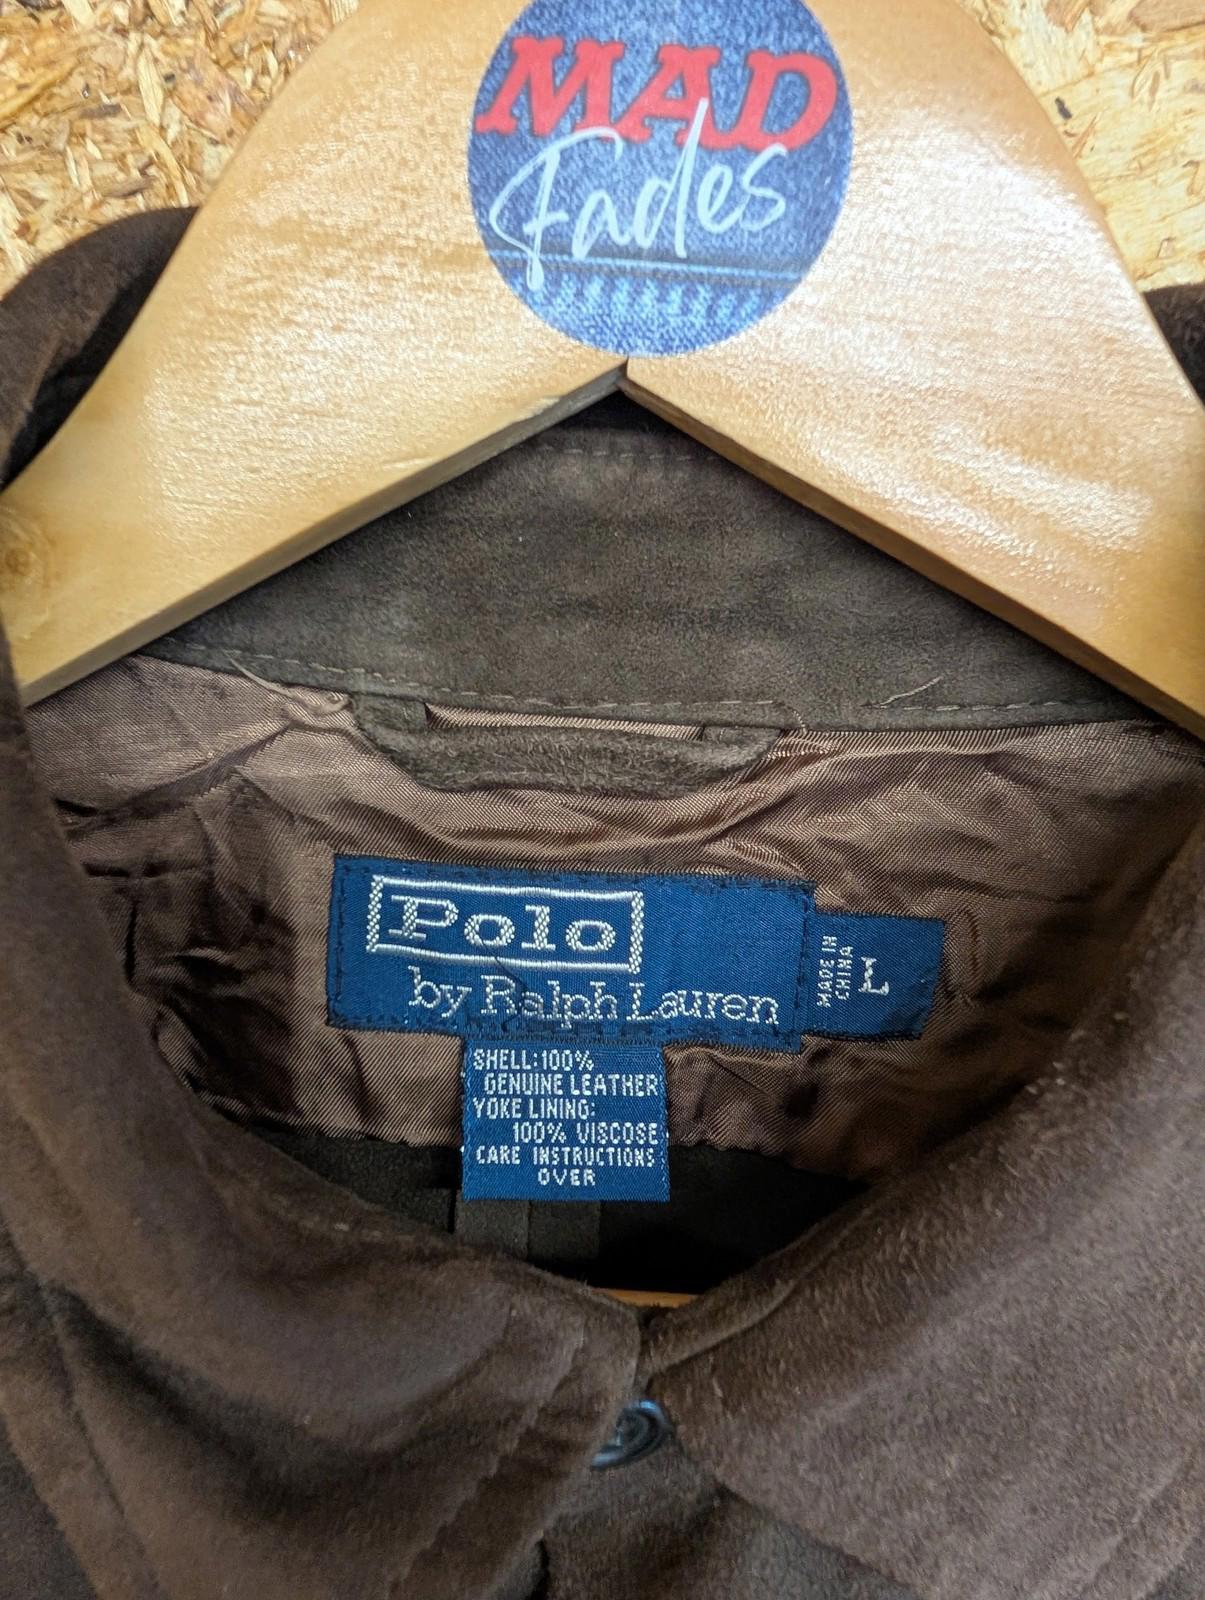 MAD
Fades
Polo
by Ralph Lauren
MADE IN
CHINA
L
SHELL:100%
GENUINE LEATHER
YOKE LINING:
100% VISCOSE
CARE INSTRUCTIONS
OVER